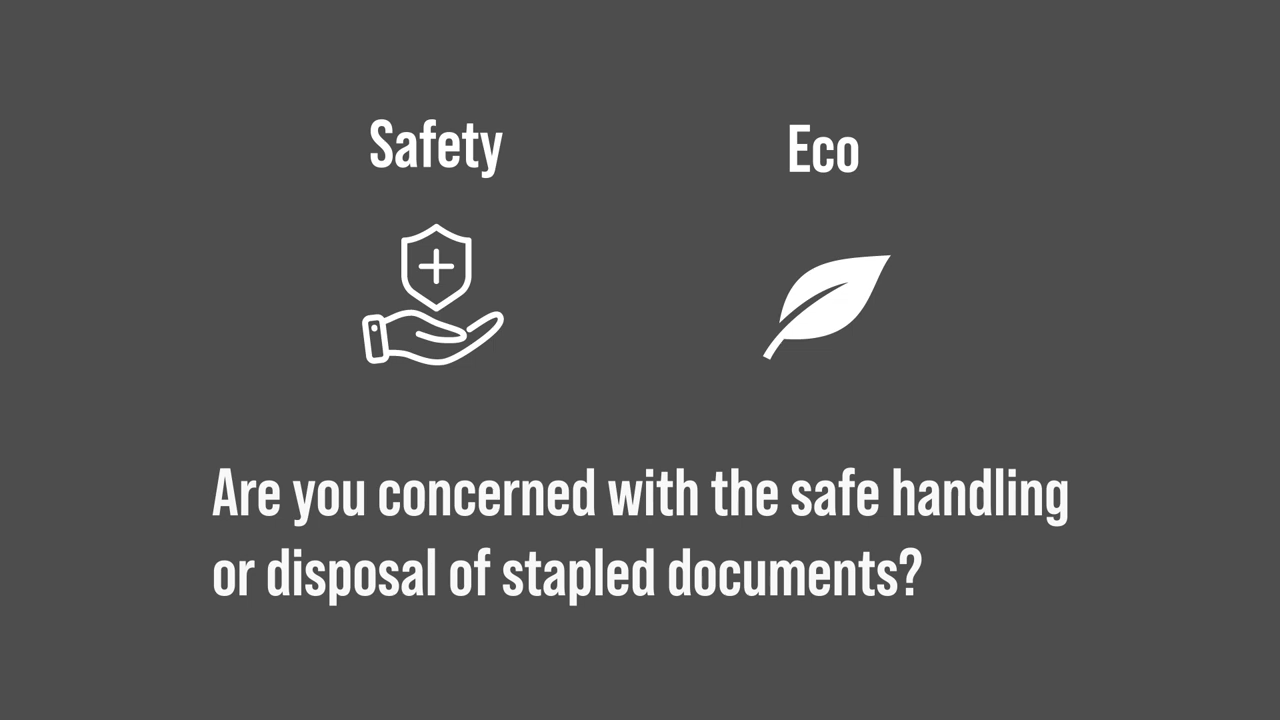 Safety
Eco
Are you concerned with the safe handling
or disposal of stapled documents?